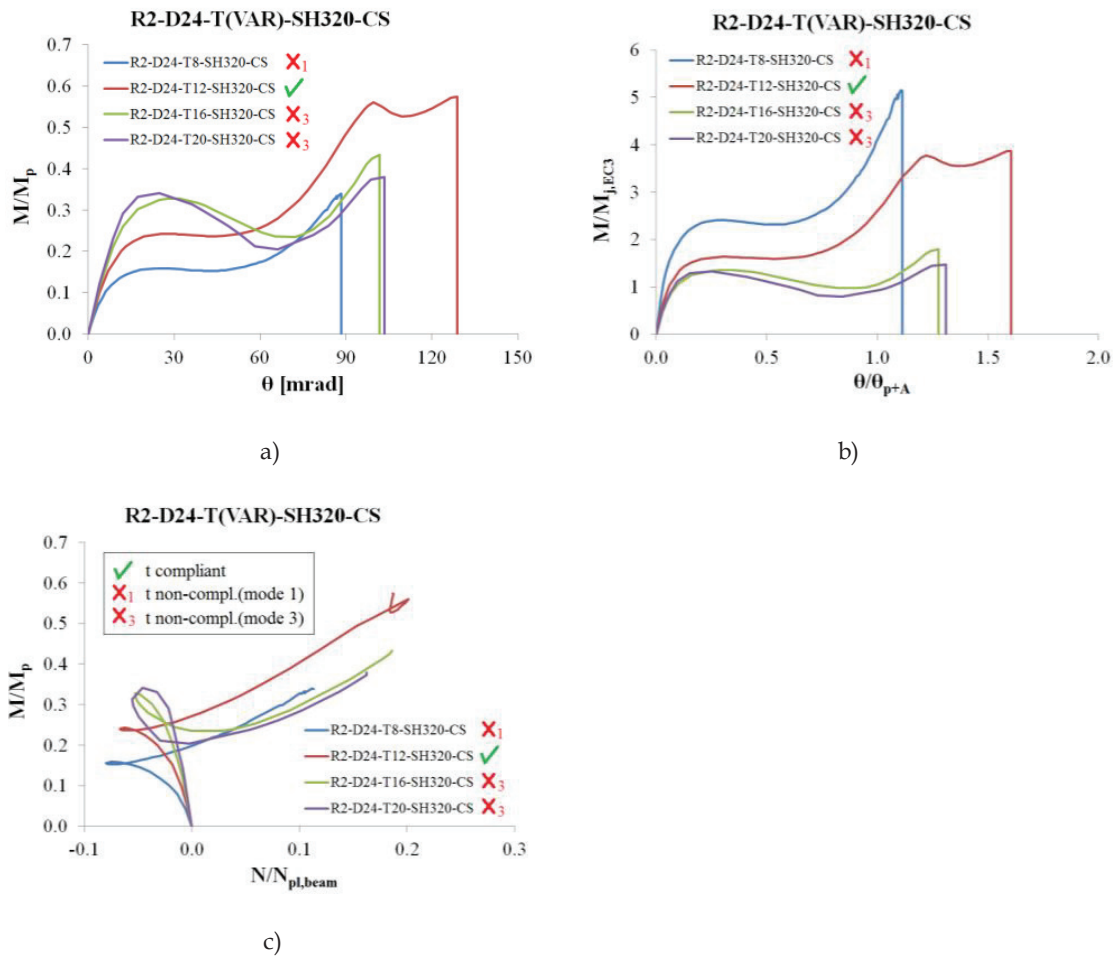 R2-D24-T(VAR)-SH320-CS
0.7
0.6
0.5
0.4
0.3
0.2
0.1
0.0
M/Mp
R2-D24-T8-SH320-CS 1
R2-D24-T12-SH320-CS
R2-D24-T16-SH320-CS 3
R2-D24-T20-SH320-CS 3
0 30 60 90 120 150
θ [mrad]
a)
R2-D24-T(VAR)-SH320-CS
6
5
4
3
2
1
0
M/Mj,EC3
R2-D24-T8-SH320-CS 1
R2-D24-T12-SH320-CS
R2-D24-T16-SH320-CS 3
R2-D24-T20-SH320-CS 3
0.0 0.5 1.0 1.5 2.0
θ/θp+A
b)
R2-D24-T(VAR)-SH320-CS
0.7
0.6
0.5
0.4
0.3
0.2
0.1
0.0
M/Mp
t compliant
1 t non-compl.(mode 1)
3 t non-compl.(mode 3)
R2-D24-T8-SH320-CS 1
R2-D24-T12-SH320-CS
R2-D24-T16-SH320-CS 3
R2-D24-T20-SH320-CS 3
-0.1 0.0 0.1 0.2 0.3
N/Npl,beam
c)